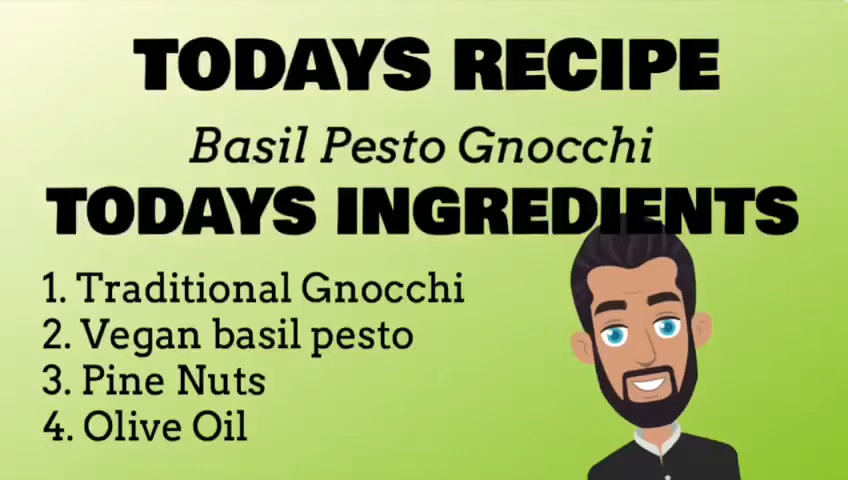 TODAYS RECIPE
Basil Pesto Gnocchi
TODAYS INGREDIENTS
1. Traditional Gnocchi
2. Vegan basil pesto
3. Pine Nuts
4. Olive Oil